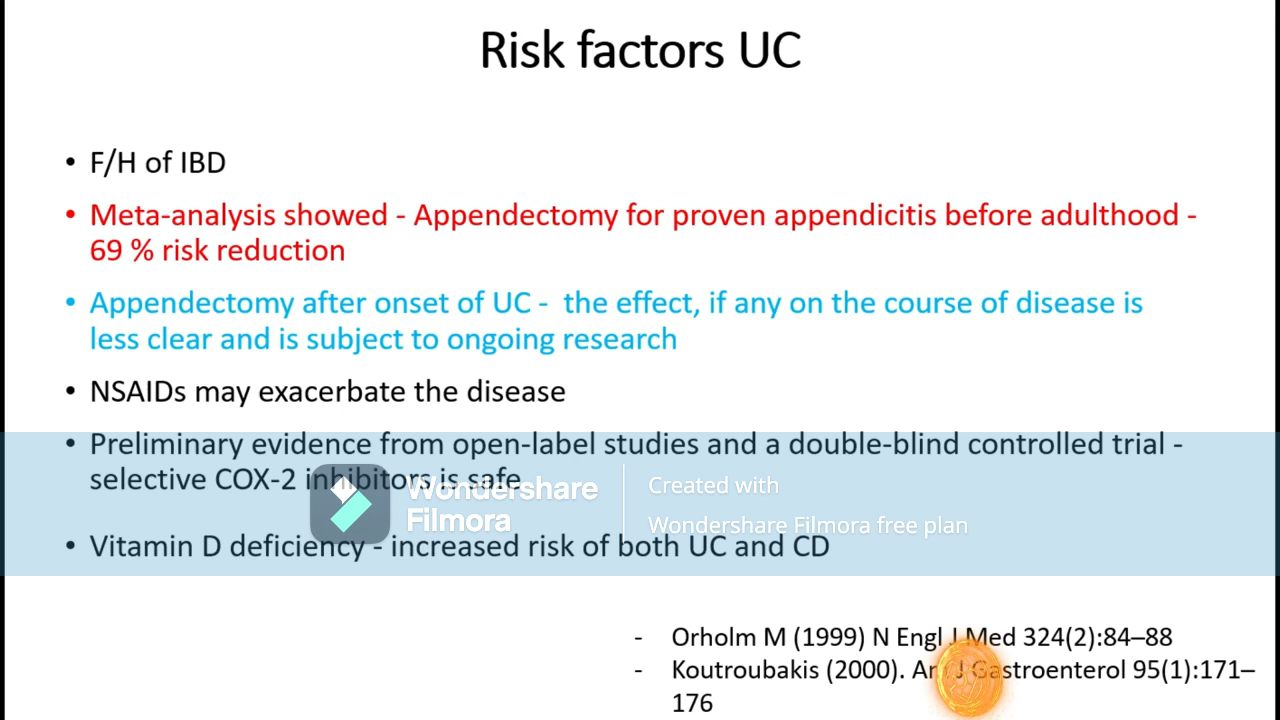 Risk factors UC
• F/H of IBD
• Meta-analysis showed - Appendectomy for proven appendicitis before adulthood -
69 % risk reduction
• Appendectomy after onset of UC - the effect, if any on the course of disease is
less clear and is subject to ongoing research
• NSAIDs may exacerbate the disease
• Preliminary evidence from open-label studies and a double-blind controlled trial -
selective COX-2 inhibitors is safe
Wondershare
Filmora
Created with
Wondershare Filmora free plan
• Vitamin D deficiency - increased risk of both UC and CD
- Orholm M (1999) N Engl J Med 324(2):84–88
- Koutroubakis (2000). Am J Gastroenterol 95(1):171–
176